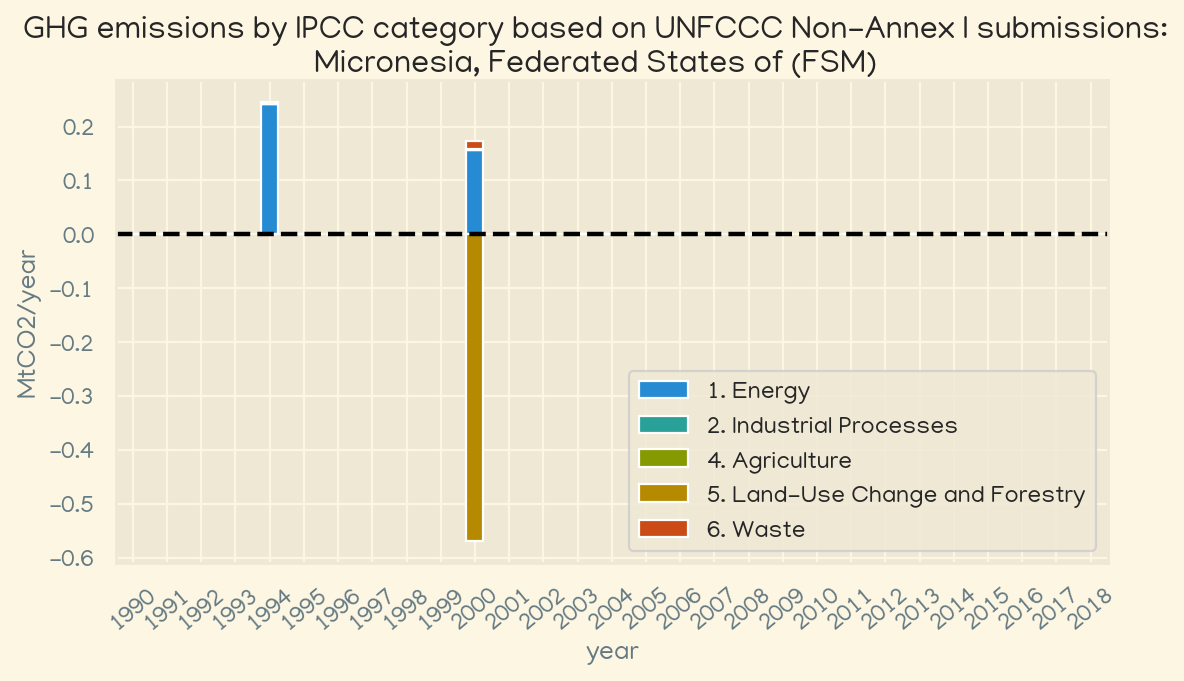 GHG emissions by IPCC category based on UNFCCC Non-Annex I submissions:
Micronesia, Federated States of (FSM)
MtCO2/year
0.2
0.1
0.0
−0.1
−0.2
−0.3
−0.4
−0.5
−0.6
1. Energy
2. Industrial Processes
4. Agriculture
5. Land-Use Change and Forestry
6. Waste
1990 1991 1992 1993 1994 1995 1996 1997 1998 1999 2000 2001 2002 2003 2004 2005 2006 2007 2008 2009 2010 2011 2012 2013 2014 2015 2016 2017 2018
year